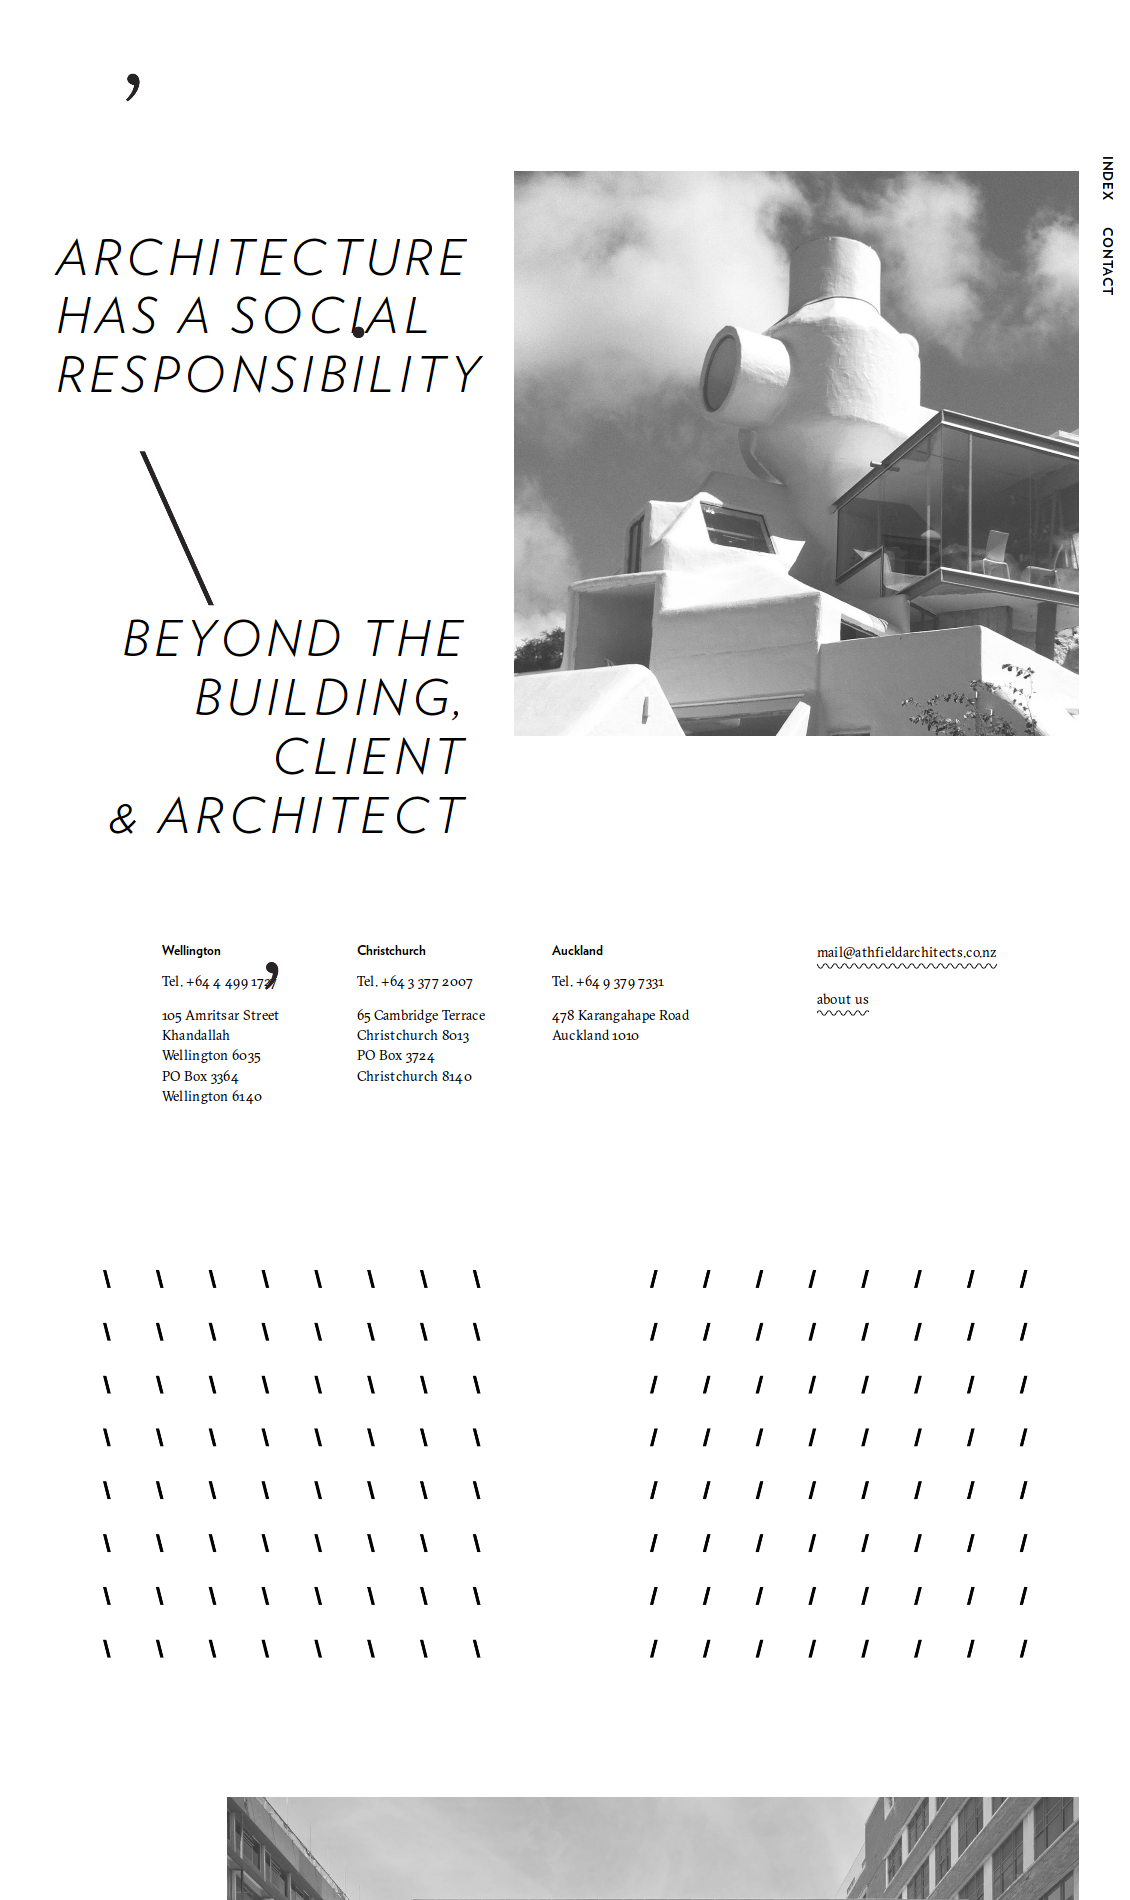 ,
INDEX
CONTACT
ARCHITECTURE
HAS A SOCIAL
RESPONSIBILITY
\
BEYOND THE
BUILDING,
CLIENT
& ARCHITECT
Wellington
Tel. +64 4 499 1727
105 Amritsar Street
Khandallah
Wellington 6035
PO Box 3364
Wellington 6140
Christchurch
Tel. +64 3 377 2007
65 Cambridge Terrace
Christchurch 8013
PO Box 3724
Christchurch 8140
Auckland
Tel. +64 9 379 7331
478 Karangahape Road
Auckland 1010
mail@athfieldarchitects.co.nz
about us